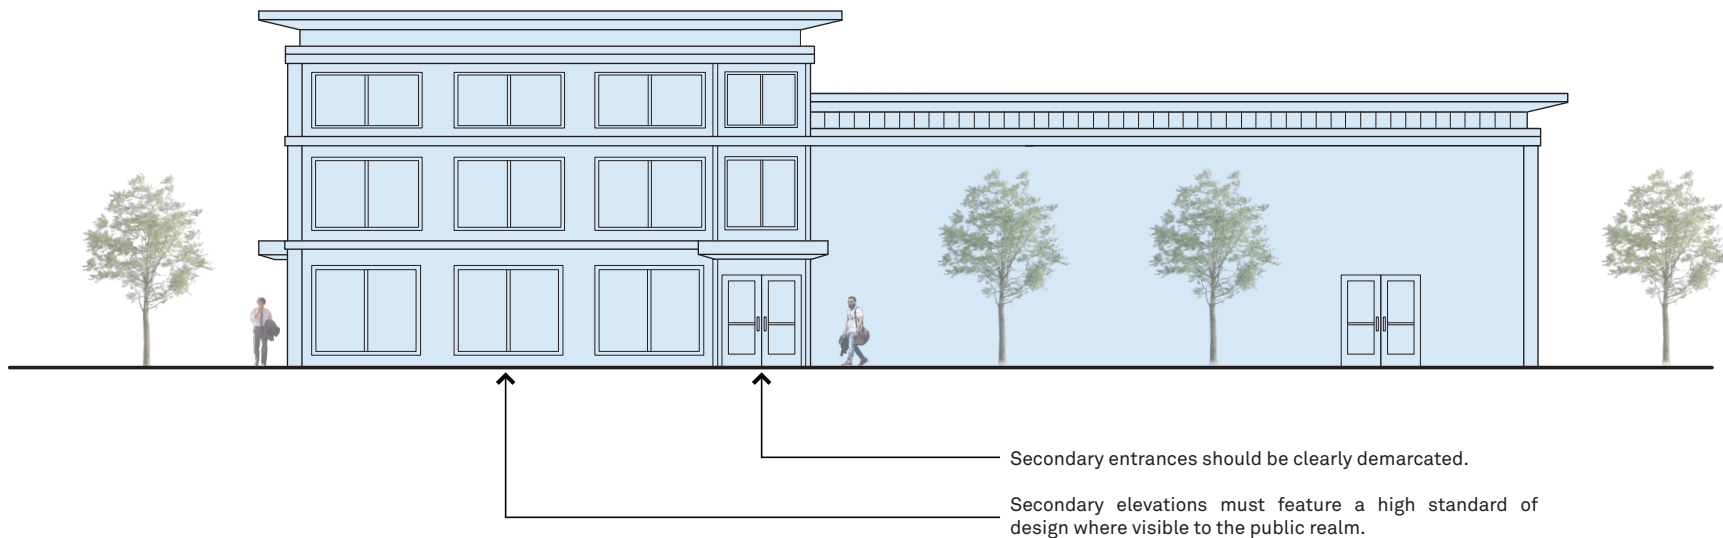 Secondary entrances should be clearly demarcated.
Secondary elevations must feature a high standard of
design where visible to the public realm.